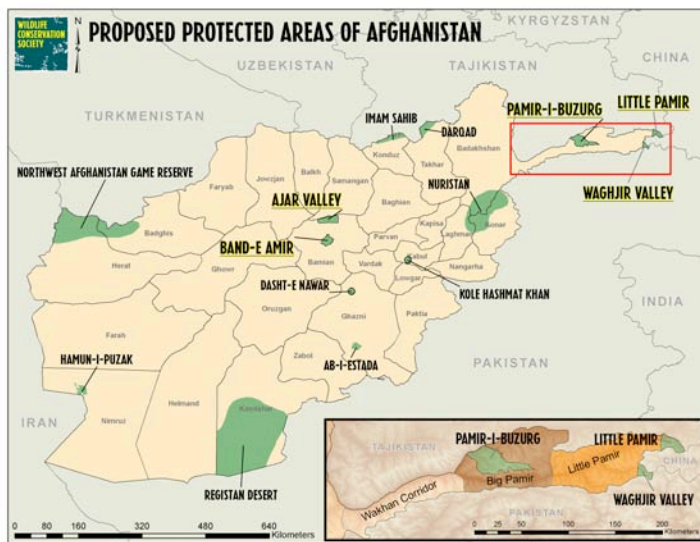 WILDLIFE
CONSERVATION
SOCIETY
N
PROPOSED PROTECTED AREAS OF AFGHANISTAN
KYRGYZSTAN
UZBEKISTAN
TAJIKISTAN
CHINA
TURKMENISTAN
PAMIR-I-BUZURG
LITTLE PAMIR
IMAM SAHIB
DARQAD
Konduz
Takhar
Badakhshan
NORTHWEST AFGHANISTAN GAME RESERVE
Jowzjan
Balkh
Samangan
Faryab
NURISTAN
WAGHJIR VALLEY
AJAR VALLEY
Baghlan
Kapisa
Konar
Laghman
Badghis
BAND-E AMIR
Parvan
Kabul
Bamian
Vardak
Nangarha
Herat
Ghowr
Lowgar
DASHT-E NAWAR
KOLE HASHMAT KHAN
INDIA
Oruzgan
Ghazni
Paktia
Farah
HAMUN-I-PUZAK
Zabol
AB-I-ESTADA
PAKISTAN
IRAN
Nimruz
Helmand
Kandahar
REGISTAN DESERT
0 80 160 320 480 640
Kilometers
TAJIKISTAN
PAMIR-I-BUZURG
LITTLE PAMIR
CHINA
Little Pamir
Big Pamir
Wakhan Corridor
WAGHJIR VALLEY
PAKISTAN
0 25 50 100 150 200
Kilometers